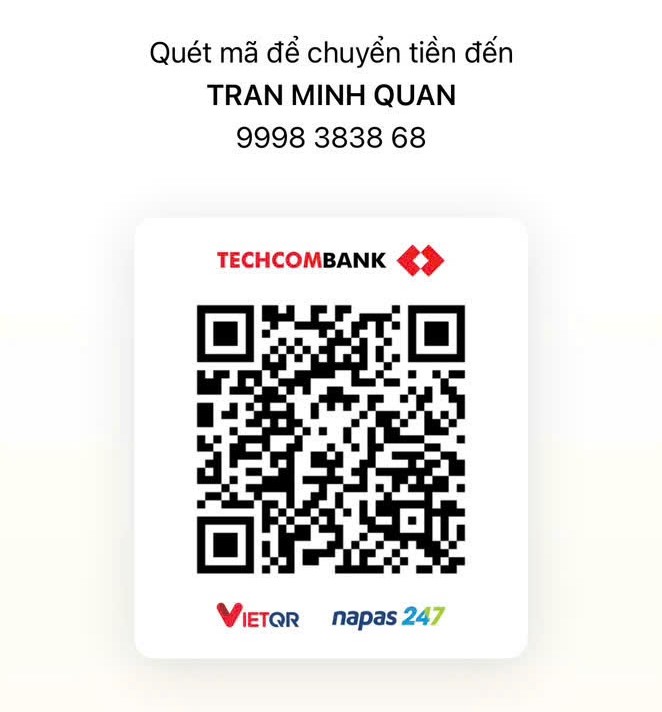 Quét mã để chuyển tiền đến
TRAN MINH QUAN
9998 3838 68
TECHCOMBANK
VIETQR napas 247